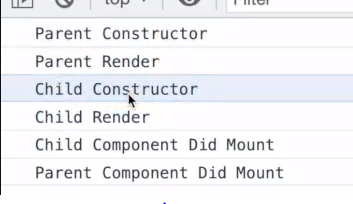 top
Filter
Parent Constructor
Parent Render
Child Constructor
Child Render
Child Component Did Mount
Parent Component Did Mount